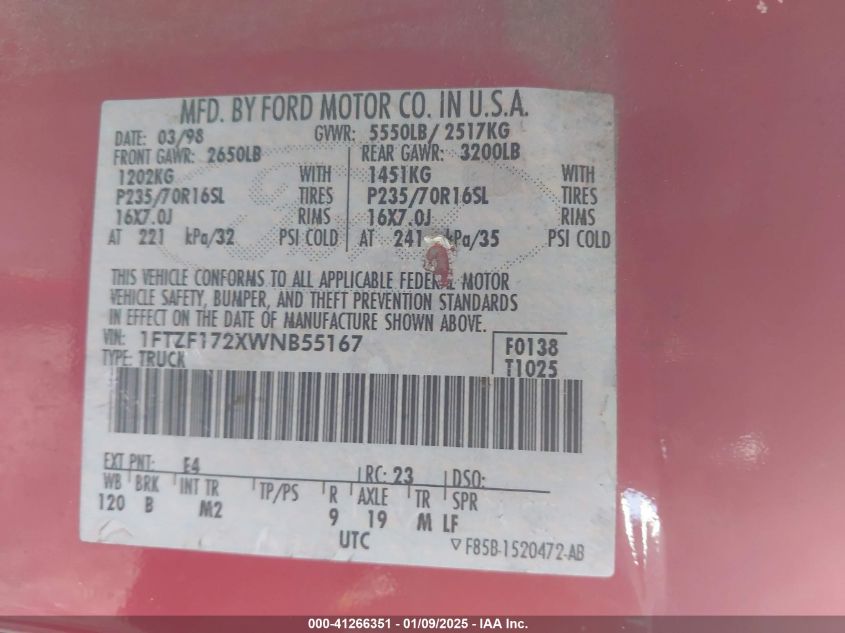 MFD. BY FORD MOTOR CO. IN U.S.A.
DATE: 03/98 GVWR: 5550LB/ 2517KG
FRONT GAWR: 2650LB REAR GAWR: 3200LB
1202KG WITH 1451KG WITH
P235/70R16SL TIRES P235/70R16SL TIRES
16X7.0J RIMS 16X7.0J RIMS
AT 221 kPa/32 PSI COLD AT 241 kPa/35 PSI COLD
THIS VEHICLE CONFORMS TO ALL APPLICABLE FEDERAL MOTOR
VEHICLE SAFETY, BUMPER, AND THEFT PREVENTION STANDARDS
IN EFFECT ON THE DATE OF MANUFACTURE SHOWN ABOVE.
VIN: 1FTZF172XWNB55167 F0138
TYPE: TRUCK T1025
EXT PNT: E4 RC: 23 DSO:
WB BRK INT TR TP/PS R AXLE TR SPR
120 B M2 9 19 M LF
UTC ▽ F85B-1520472-AB
000-41266351 - 01/09/2025 - IAA Inc.